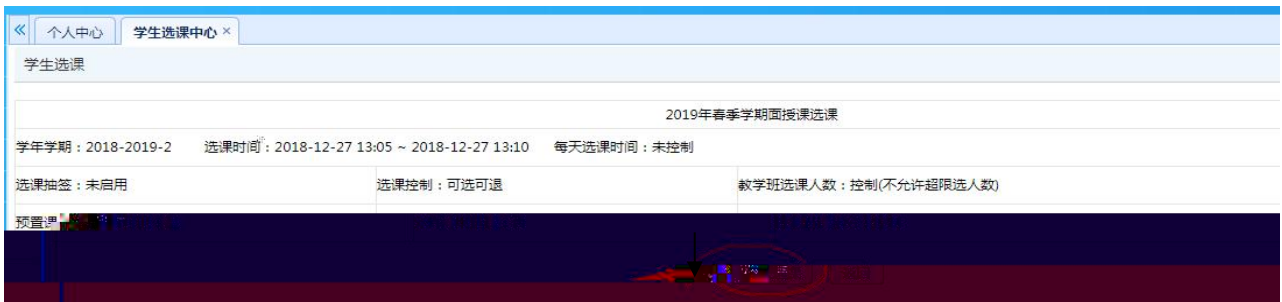 个人中心 学生选课中心 ×
学生选课
2019年春季学期面授课选课
学年学期：2018-2019-2 选课时间：2018-12-27 13:05 ~ 2018-12-27 13:10 每天选课时间：未控制
选课抽签：未启用 选课控制：可选可退 教学班选课人数：控制(不允许超限选人数)
预置课